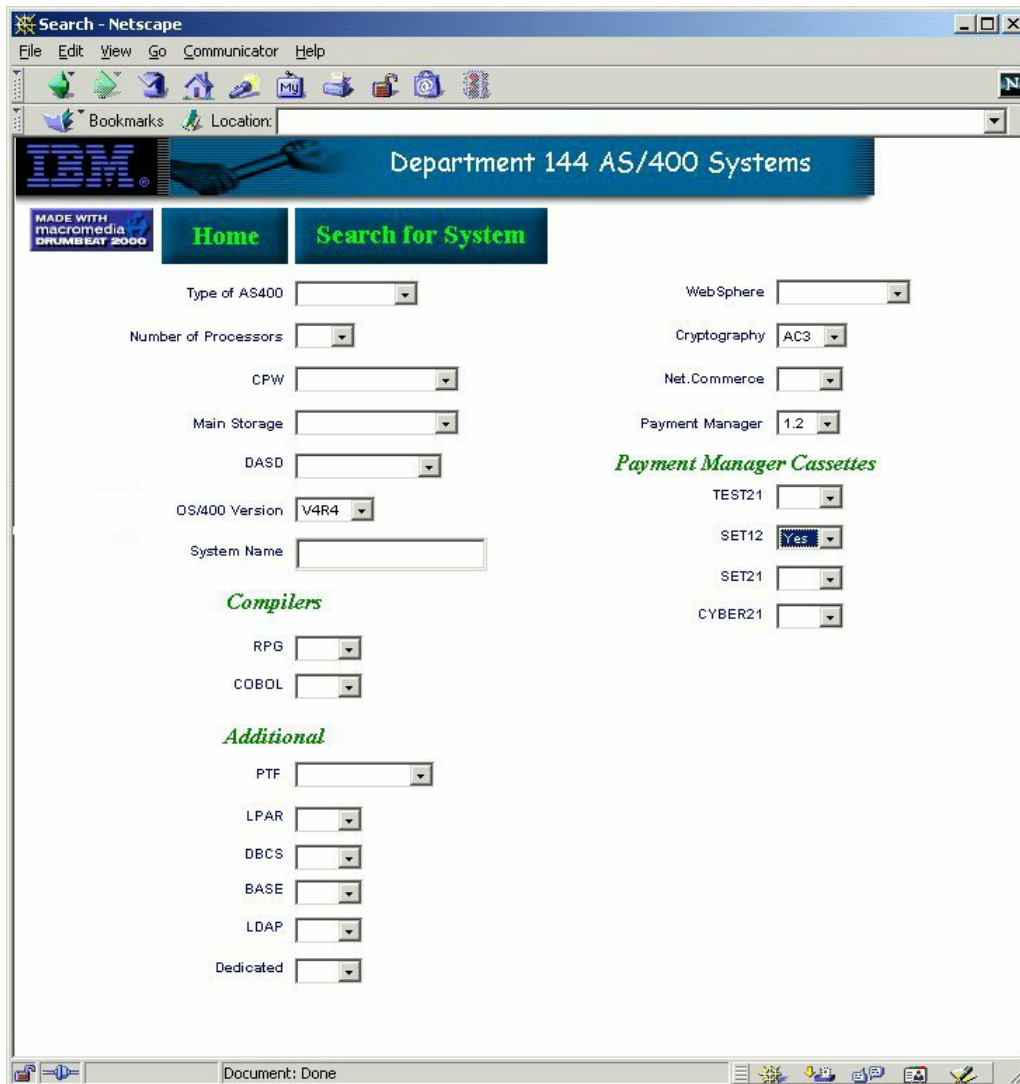 Search - Netscape
File Edit View Go Communicator Help
My
N
Bookmarks Location:
IBM ® Department 144 AS/400 Systems
MADE WITH
macromedia
DRUMBEAT 2000
Home
Search for System
Type of AS400
Number of Processors
CPW
Main Storage
DASD
OS/400 Version V4R4
System Name
Compilers
RPG
COBOL
Additional
PTF
LPAR
DBCS
BASE
LDAP
Dedicated
WebSphere
Cryptography AC3
Net.Commerce
Payment Manager 1.2
Payment Manager Cassettes
TEST21
SET12 Yes
SET21
CYBER21
Document: Done